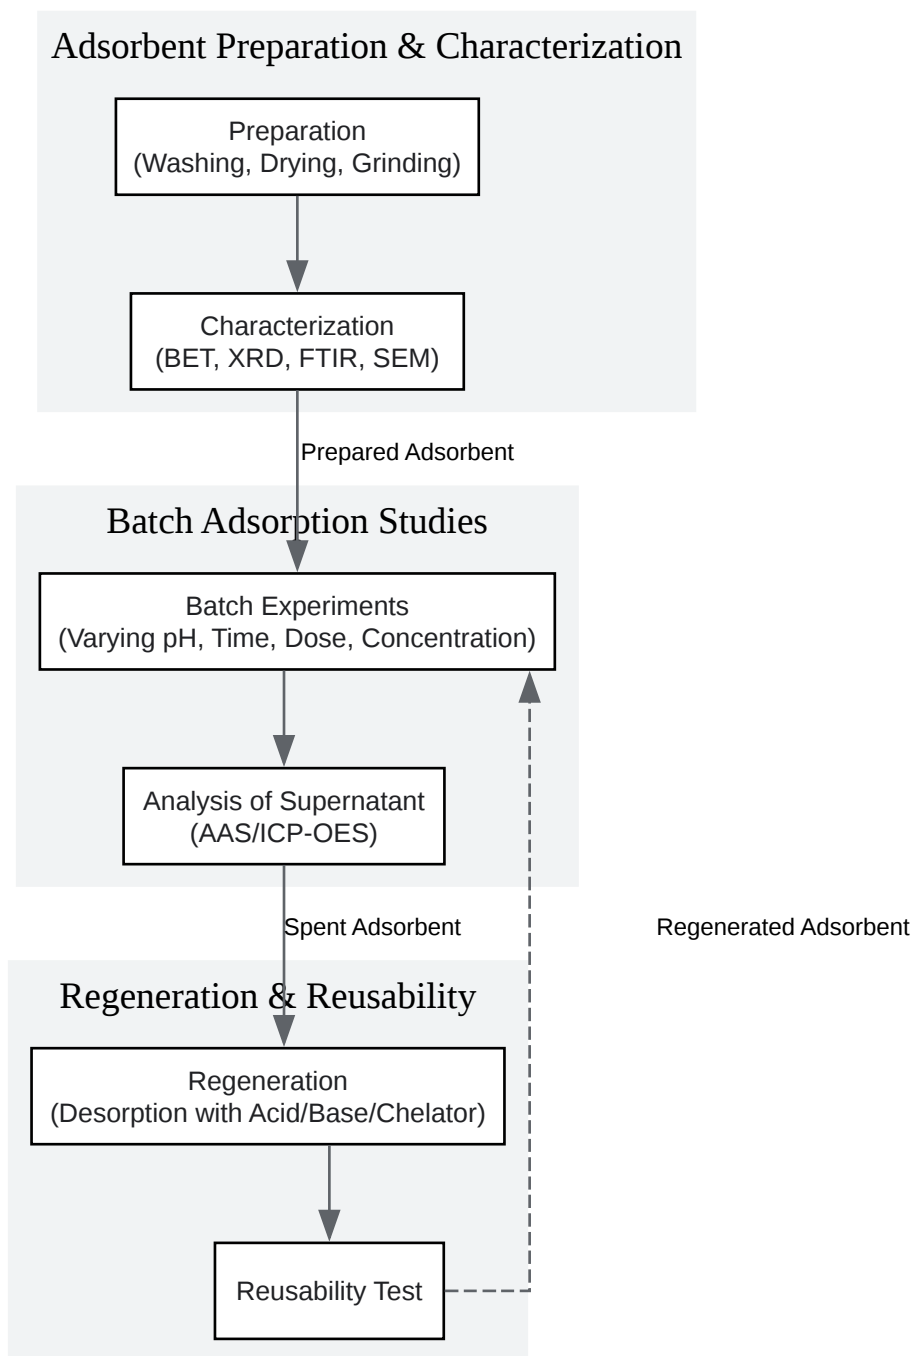 Adsorbent Preparation & Characterization
Preparation
(Washing, Drying, Grinding)
Characterization
(BET, XRD, FTIR, SEM)
Prepared Adsorbent
Batch Adsorption Studies
Batch Experiments
(Varying pH, Time, Dose, Concentration)
Analysis of Supernatant
(AAS/ICP-OES)
Spent Adsorbent
Regenerated Adsorbent
Regeneration & Reusability
Regeneration
(Desorption with Acid/Base/Chelator)
Reusability Test